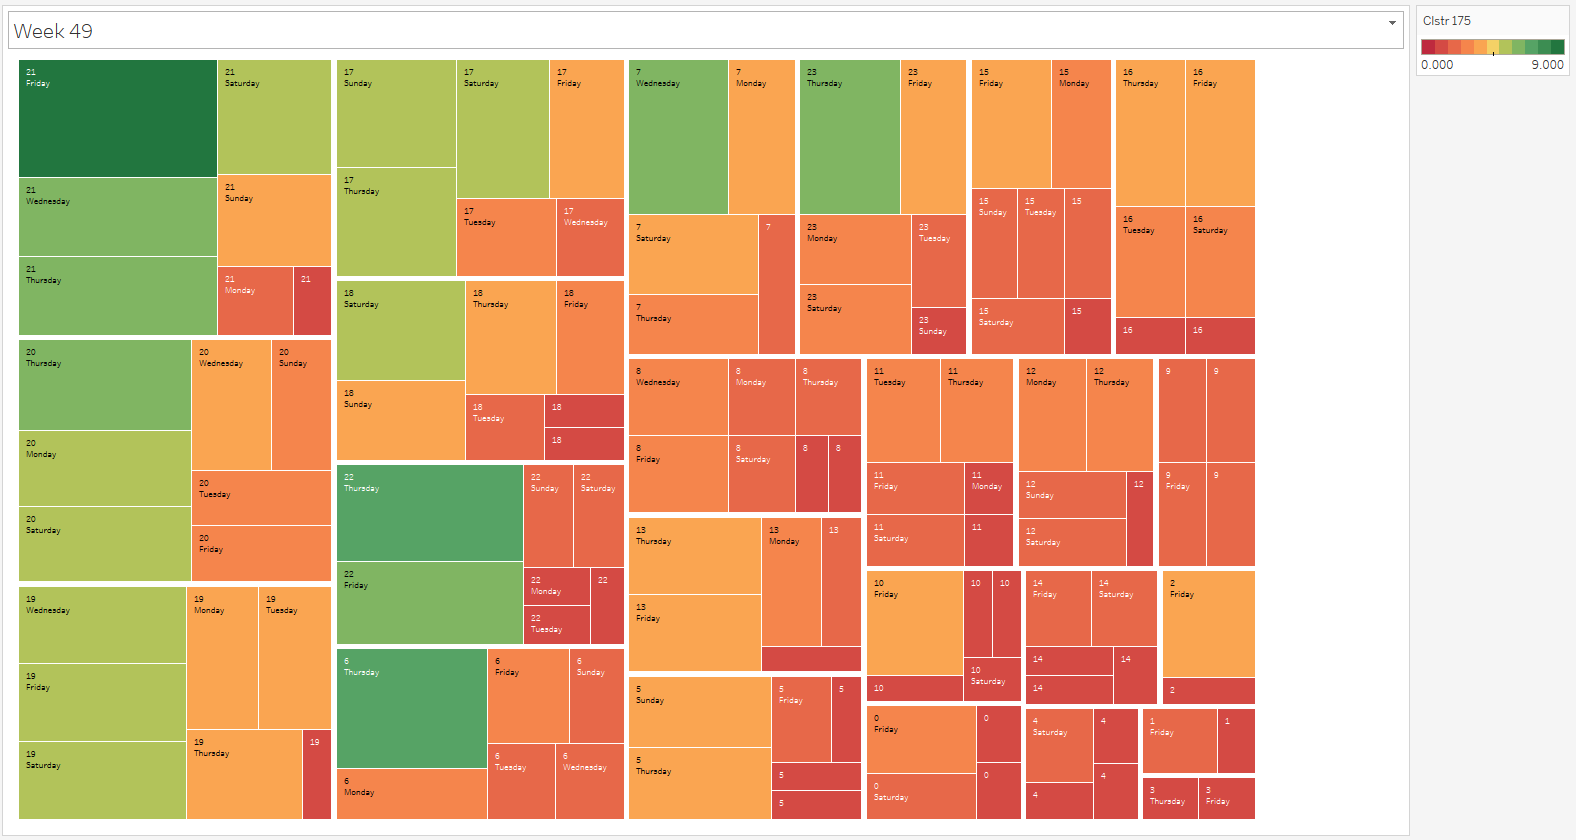 Week 49
Clstr 175
0.000 9.000
21
Friday
21
Saturday
21
Wednesday
21
Sunday
21
Thursday
21
Monday
21
20
Thursday
20
Wednesday
20
Sunday
20
Monday
20
Tuesday
20
Saturday
20
Friday
19
Wednesday
19
Monday
19
Tuesday
19
Friday
19
Saturday
19
Thursday
19
17
Sunday
17
Saturday
17
Friday
17
Thursday
17
Tuesday
17
Wednesday
18
Saturday
18
Thursday
18
Friday
18
Sunday
18
Tuesday
18
18
22
Thursday
22
Sunday
22
Saturday
22
Friday
22
Monday
22
22
Tuesday
6
Thursday
6
Friday
6
Sunday
6
Monday
6
Tuesday
6
Wednesday
7
Wednesday
7
Monday
7
Saturday
7
7
Thursday
23
Thursday
23
Friday
23
Monday
23
Tuesday
23
Saturday
23
Sunday
15
Friday
15
Monday
15
Sunday
15
Tuesday
15
15
Saturday
15
16
Thursday
16
Friday
16
Tuesday
16
Saturday
16
16
8
Wednesday
8
Monday
8
Thursday
8
Friday
8
Saturday
8
8
11
Tuesday
11
Thursday
11
Friday
11
Monday
11
Saturday
11
12
Monday
12
Thursday
12
Sunday
12
12
Saturday
9
9
9
Friday
9
13
Thursday
13
Monday
13
13
Friday
10
Friday
10
10
10
Saturday
10
14
Friday
14
Saturday
14
14
14
2
Friday
2
5
Sunday
5
Friday
5
5
Thursday
5
5
0
Friday
0
0
Saturday
0
4
Saturday
4
4
4
1
Friday
1
3
Thursday
3
Friday